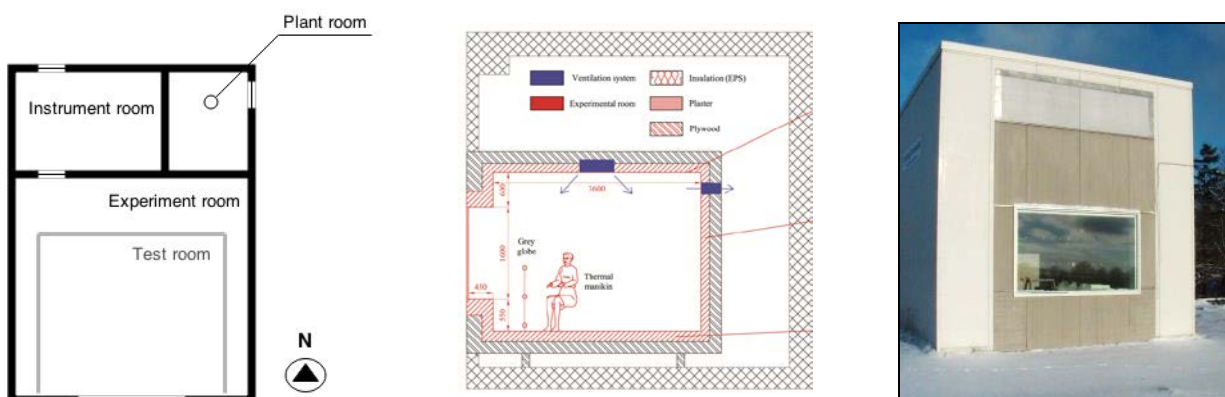 Plant room
Instrument room
Experiment room
Test room
N
Ventilation system
Insulation (EPS)
Experimental room
Plaster
Plywood
600
3600
1600
Grey
globe
Thermal
manikin
450
550